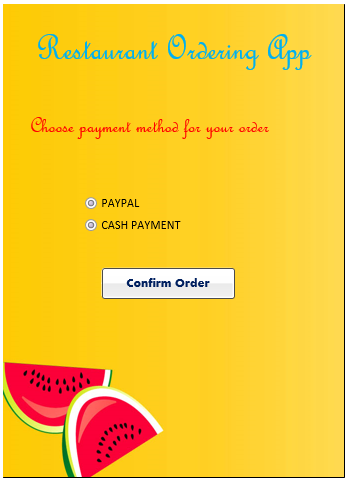 Restaurant Ordering App
Choose payment method for your order
PAYPAL
CASH PAYMENT
Confirm Order